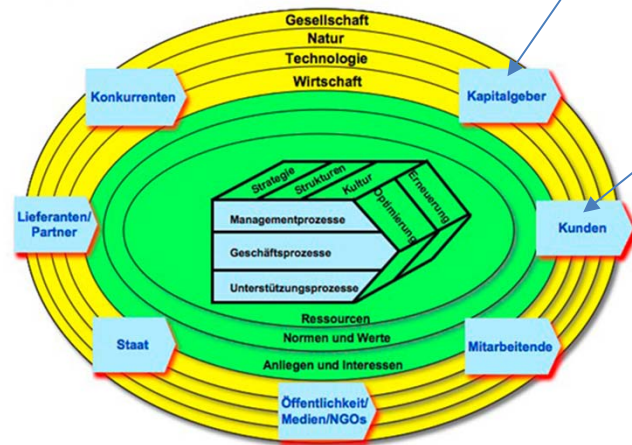 Gesellschaft
Natur
Technologie
Wirtschaft
Konkurrenten
Kapitalgeber
Strategie
Strukturen
Kultur
Optimierung
Erneuerung
Managementprozesse
Geschäftsprozesse
Unterstützungsprozesse
Lieferanten/
Partner
Kunden
Ressourcen
Normen und Werte
Anliegen und Interessen
Staat
Mitarbeitende
Öffentlichkeit/
Medien/NGOs